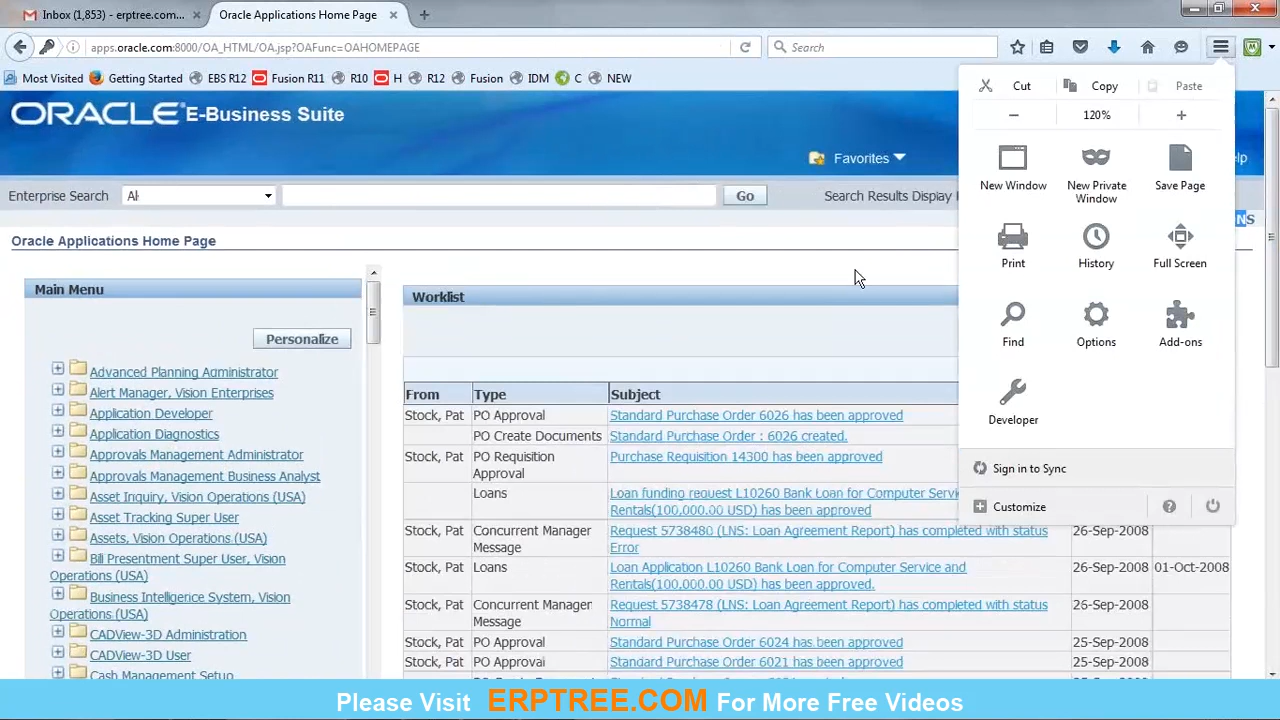 Inbox (1,853) - erptree.com...
Oracle Applications Home Page
apps.oracle.com:8000/OA_HTML/OA.jsp?OAFunc=OAHOMEPAGE
Search
Most Visited Getting Started EBS R12 Fusion R11 R10 H R12 Fusion IDM C NEW
Cut Copy Paste
− 120% +
New Window New Private Window Save Page
Print History Full Screen
Find Options Add-ons
Developer
Sign in to Sync
Customize
ORACLE® E-Business Suite
Favorites
Enterprise Search
Go
Search Results Display
Oracle Applications Home Page
Main Menu
Personalize
Advanced Planning Administrator
Alert Manager, Vision Enterprises
Application Developer
Application Diagnostics
Approvals Management Administrator
Approvals Management Business Analyst
Asset Inquiry, Vision Operations (USA)
Asset Tracking Super User
Assets, Vision Operations (USA)
Bill Presentment Super User, Vision
Operations (USA)
Business Intelligence System, Vision
Operations (USA)
CADView-3D Administration
CADView-3D User
Cash Management Setup
Worklist
From Type Subject
Stock, Pat PO Approval Standard Purchase Order 6026 has been approved
PO Create Documents Standard Purchase Order : 6026 created.
Stock, Pat PO Requisition Approval Purchase Requisition 14300 has been approved
Loans Loan funding request L10260 Bank Loan for Computer Servic
Rentals(100,000.00 USD) has been approved
Stock, Pat Concurrent Manager Message Request 5738480 (LNS: Loan Agreement Report) has completed with status Error 26-Sep-2008
Loans Loan Application L10260 Bank Loan for Computer Service and
Rentals(100,000.00 USD) has been approved. 26-Sep-2008 01-Oct-2008
Stock, Pat Concurrent Manager Message Request 5738478 (LNS: Loan Agreement Report) has completed with status Normal 26-Sep-2008
Stock, Pat PO Approval Standard Purchase Order 6024 has been approved 25-Sep-2008
Stock, Pat PO Approval Standard Purchase Order 6021 has been approved 25-Sep-2008
Please Visit ERPTREE.COM For More Free Videos